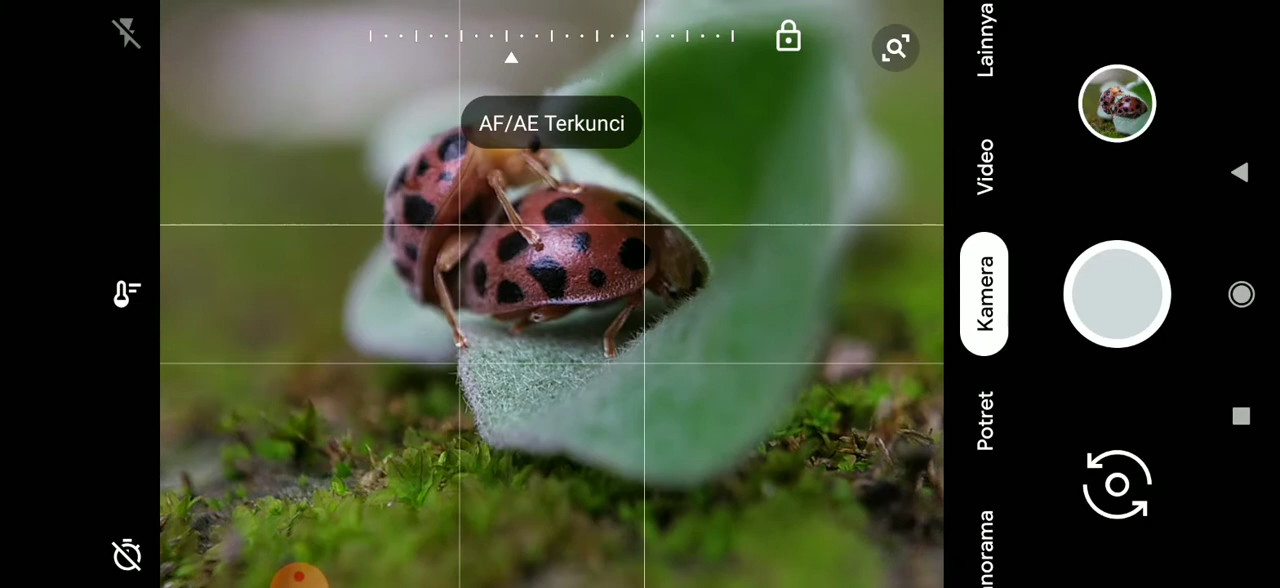 AF/AE Terkunci
Lainnya
Video
Kamera
Potret
norama